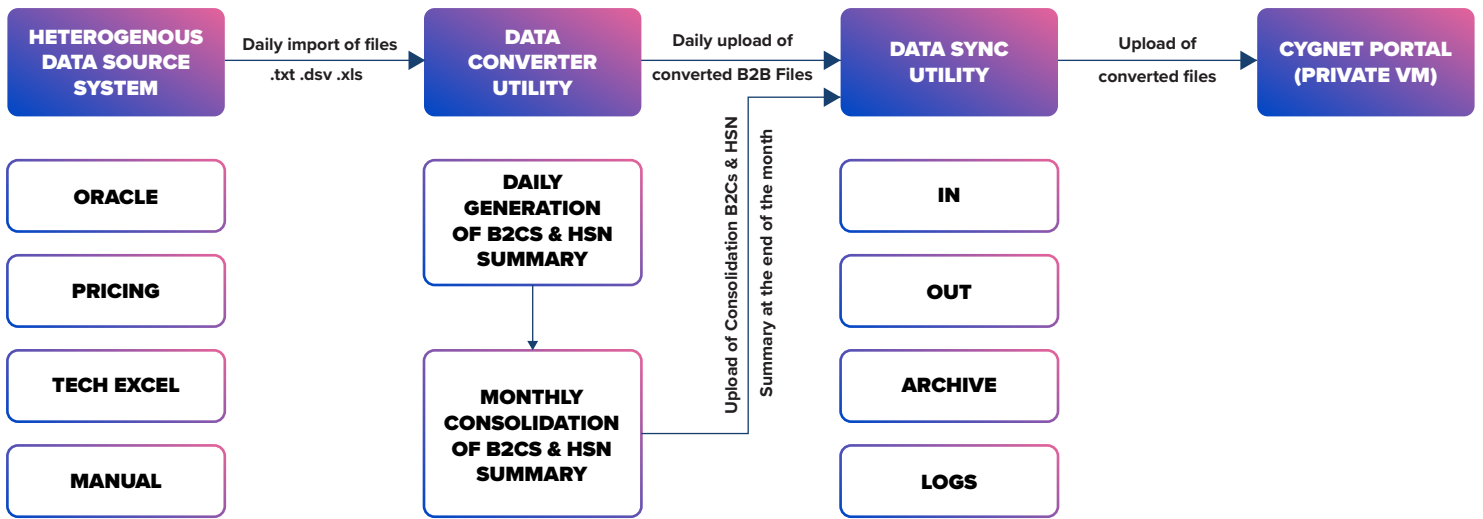 HETEROGENOUS
DATA SOURCE
SYSTEM
Daily import of files
.txt .dsv .xls
DATA
CONVERTER
UTILITY
Daily upload of
converted B2B Files
DATA SYNC
UTILITY
Upload of
converted files
CYGNET PORTAL
(PRIVATE VM)
ORACLE
PRICING
TECH EXCEL
MANUAL
DAILY
GENERATION
OF B2CS & HSN
SUMMARY
MONTHLY
CONSOLIDATION
OF B2CS & HSN
SUMMARY
Upload of Consolidation B2Cs & HSN
Summary at the end of the month
IN
OUT
ARCHIVE
LOGS